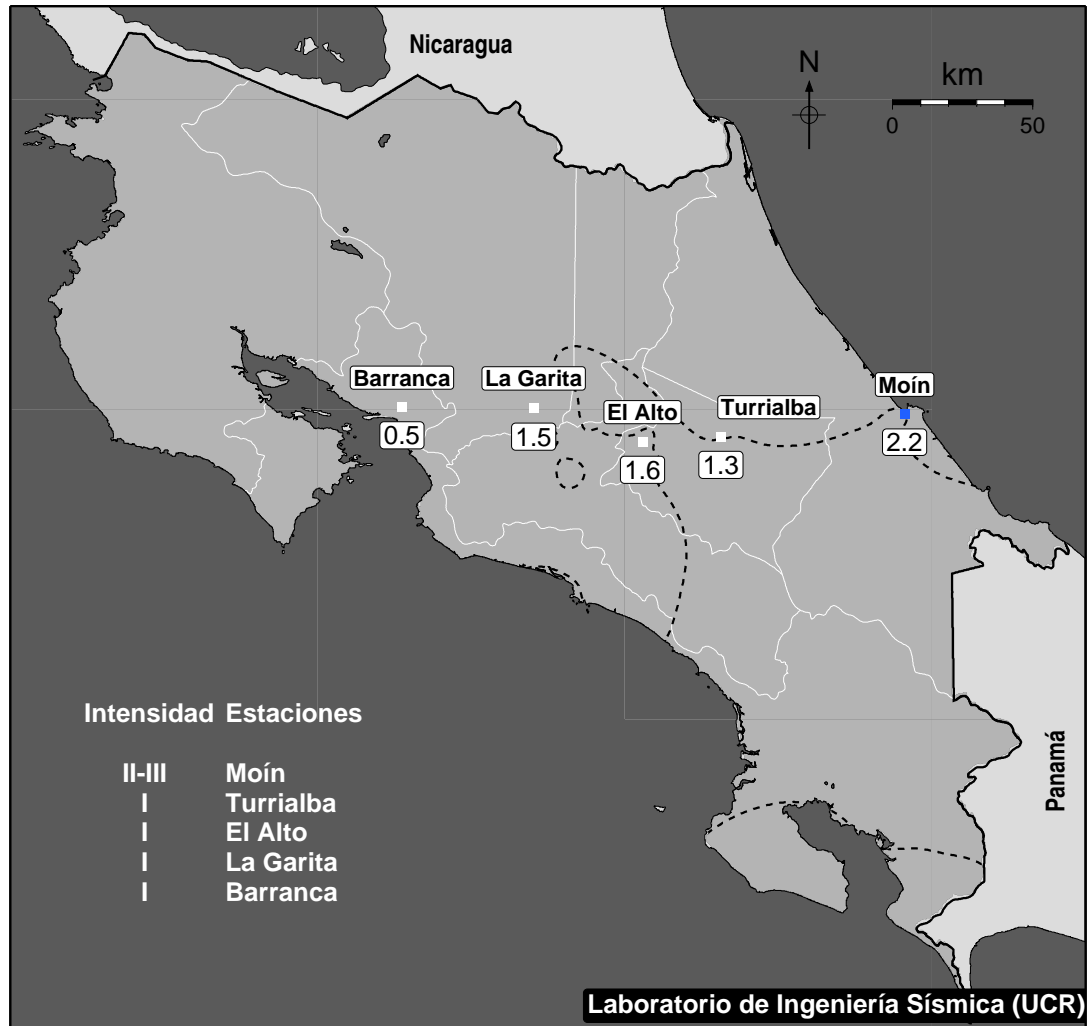 Nicaragua
N
km
0 50
Barranca
La Garita
El Alto
Turrialba
Moín
0.5
1.5
1.6
1.3
2.2
Intensidad Estaciones
II-III Moín
I Turrialba
I El Alto
I La Garita
I Barranca
Panamá
Laboratorio de Ingeniería Sísmica (UCR)